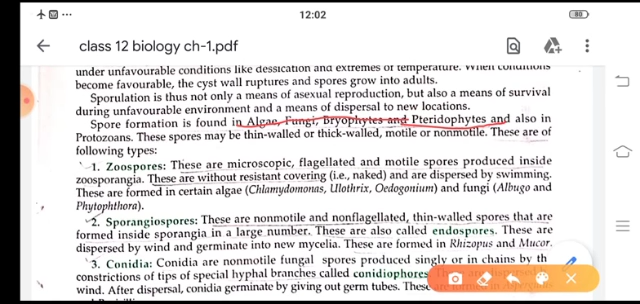 12:02
80
class 12 biology ch-1.pdf
under unfavourable conditions like dessication and extremes of temperature. When conditions
become favourable, the cyst wall ruptures and spores grow into adults.
Sporulation is thus not only a means of asexual reproduction, but also a means of survival
during unfavourable environment and a means of dispersal to new locations.
Spore formation is found in Algae, Fungi, Bryophytes and Pteridophytes and also in
Protozoans. These spores may be thin-walled or thick-walled, motile or nonmotile. These are of
following types:
1. Zoospores: These are microscopic, flagellated and motile spores produced inside
zoosporangia. These are without resistant covering (i.e., naked) and are dispersed by swimming.
These are formed in certain algae (Chlamydomonas, Ulothrix, Oedogonium) and fungi (Albugo and
Phytophthora).
2. Sporangiospores: These are nonmotile and nonflagellated, thin-walled spores that are
formed inside sporangia in a large number. These are also called endospores. These are
dispersed by wind and germinate into new mycelia. These are formed in Rhizopus and Mucor.
3. Conidia: Conidia are nonmotile fungal spores produced singly or in chains by th
constrictions of tips of special hyphal branches called conidiophores
wind. After dispersal, conidia germinate by giving out germ tubes. These